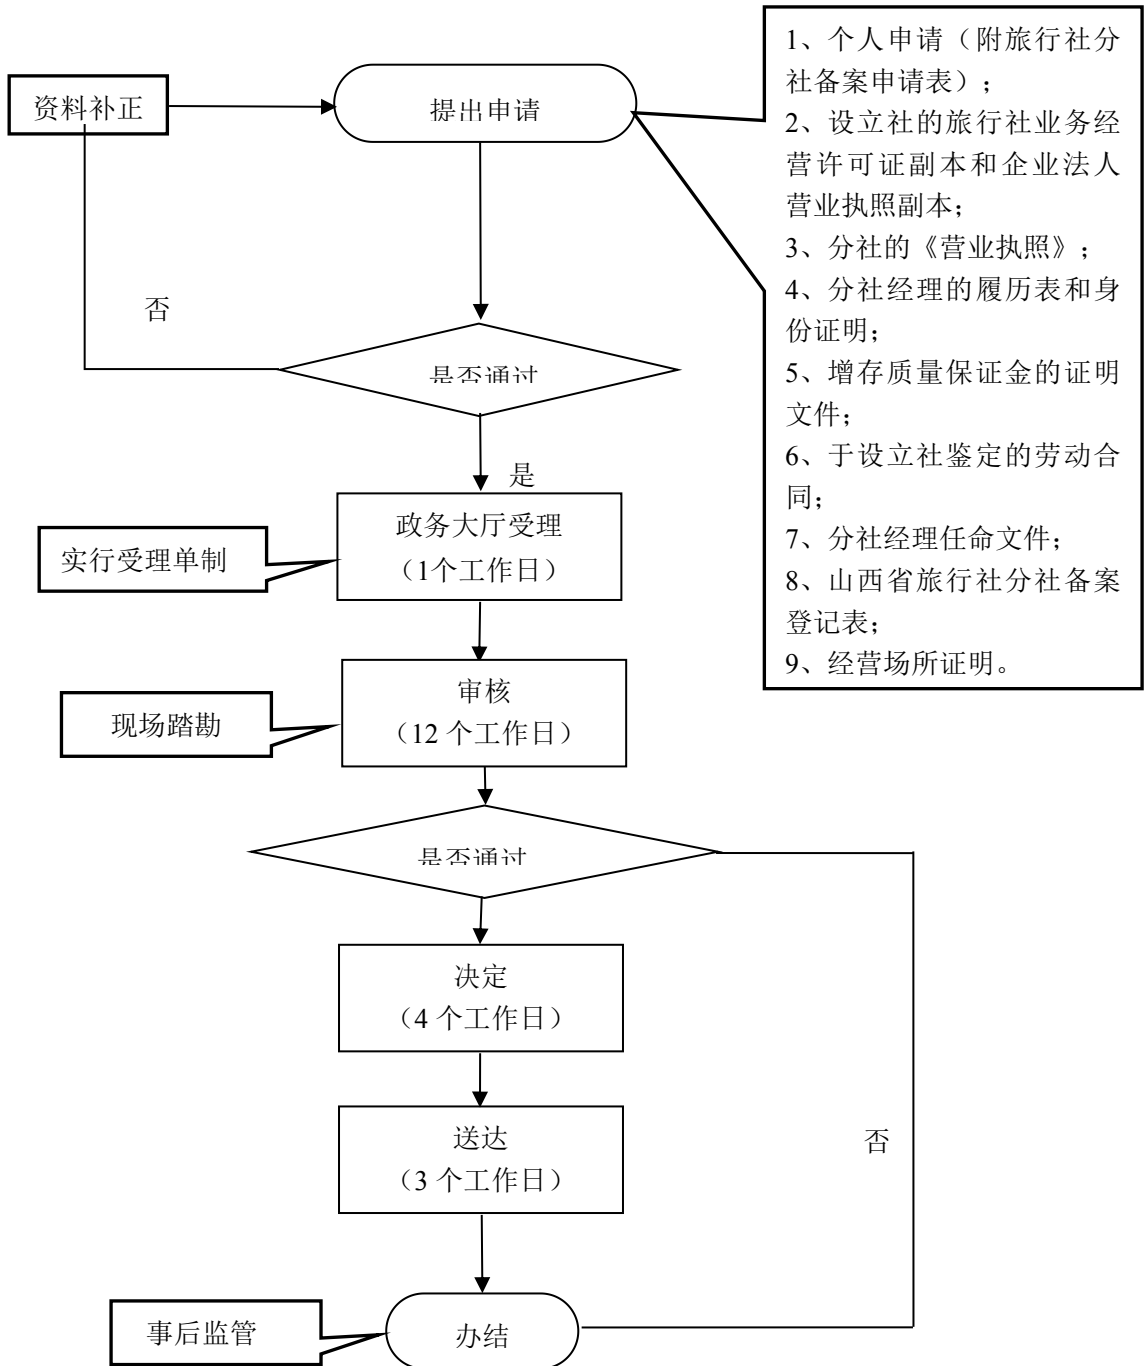 资料补正
提出申请
1、个人申请（附旅行社分
社备案申请表）；
2、设立社的旅行社业务经
营许可证副本和企业法人
营业执照副本；
3、分社的《营业执照》；
4、分社经理的履历表和身
份证明；
5、增存质量保证金的证明
文件；
6、于设立社鉴定的劳动合
同；
7、分社经理任命文件；
8、山西省旅行社分社备案
登记表；
9、经营场所证明。
否
是否通过
是
政务大厅受理
（1个工作日）
实行受理单制
审核
（12 个工作日）
现场踏勘
是否通过
决定
（4 个工作日）
送达
（3 个工作日）
否
事后监管
办结